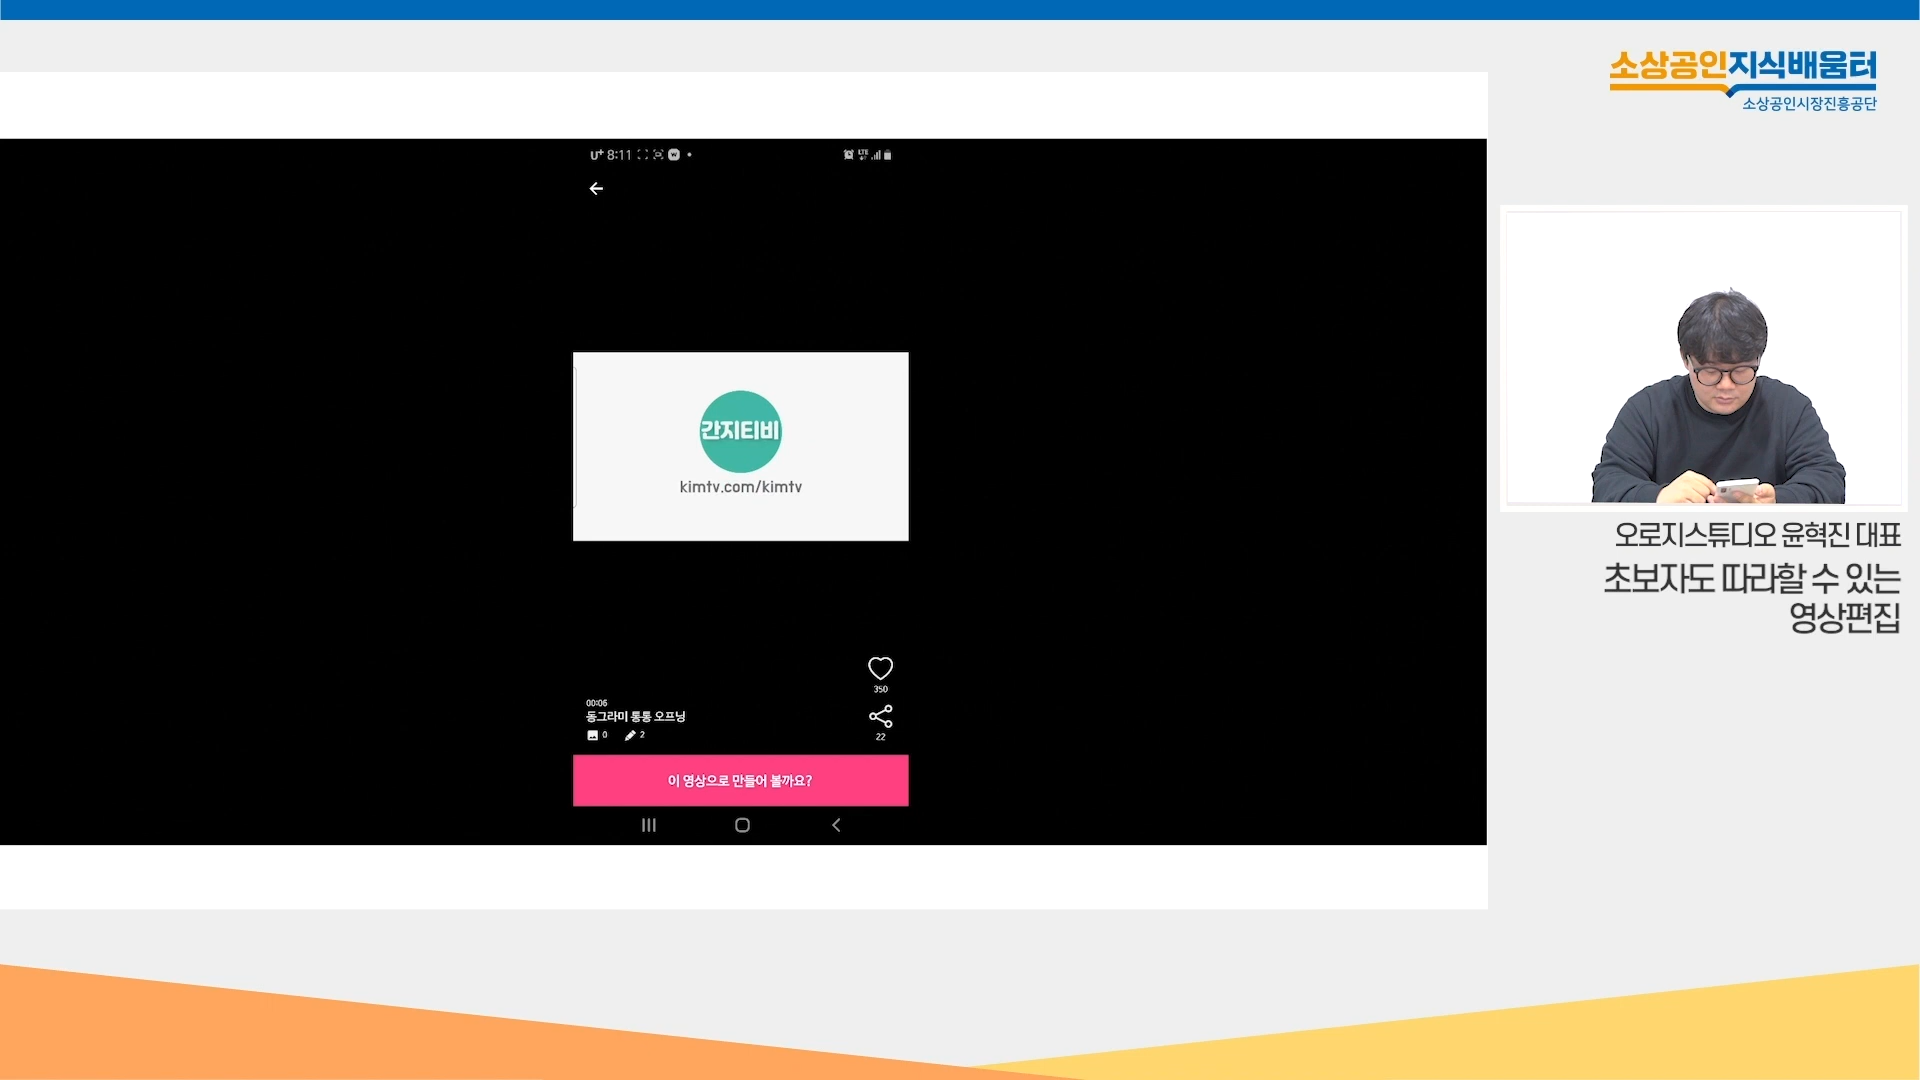 소상공인지식배움터
소상공인시장진흥공단
U+ 8:11
LTE
간지티비
kimtv.com/kimtv
350
00:06
동그라미 통통 오프닝
0 2
22
이 영상으로 만들어 볼까요?
오로지스튜디오 윤혁진 대표
초보자도 따라할 수 있는
영상편집